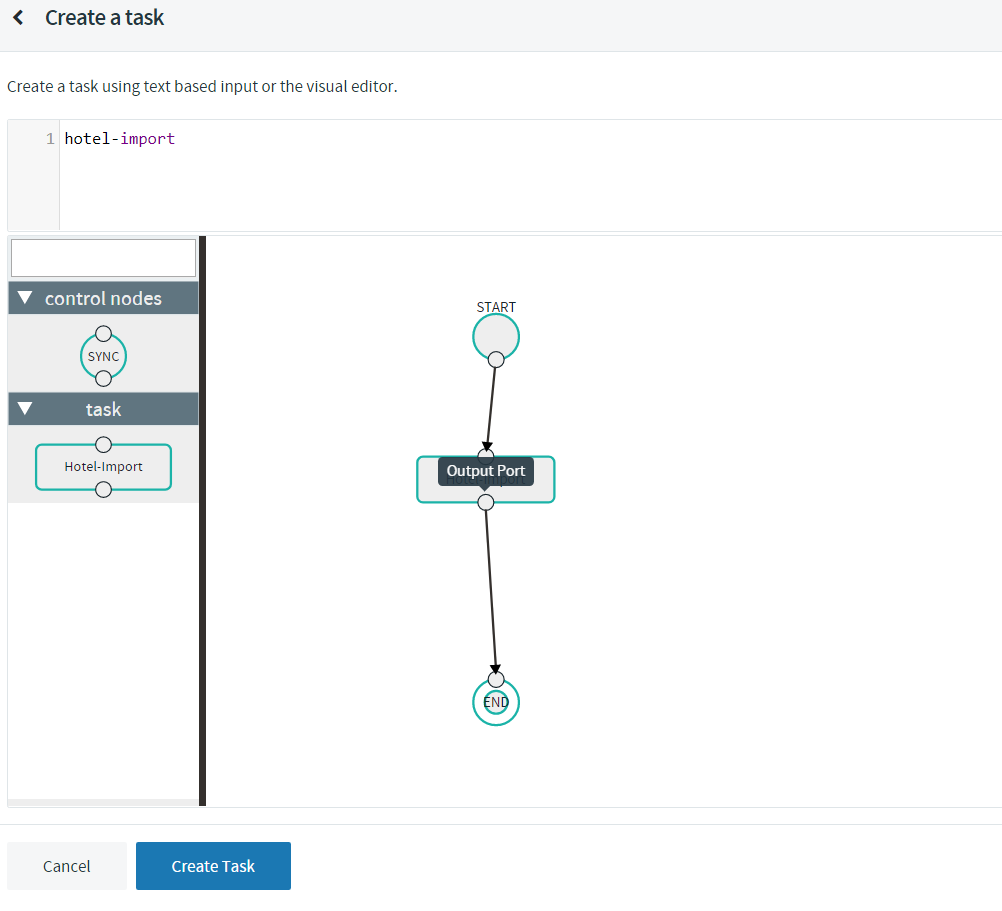 Create a task
Create a task using text based input or the visual editor.
1 hotel-import
control nodes
SYNC
task
Hotel-Import
START
Output Port
END
Cancel
Create Task